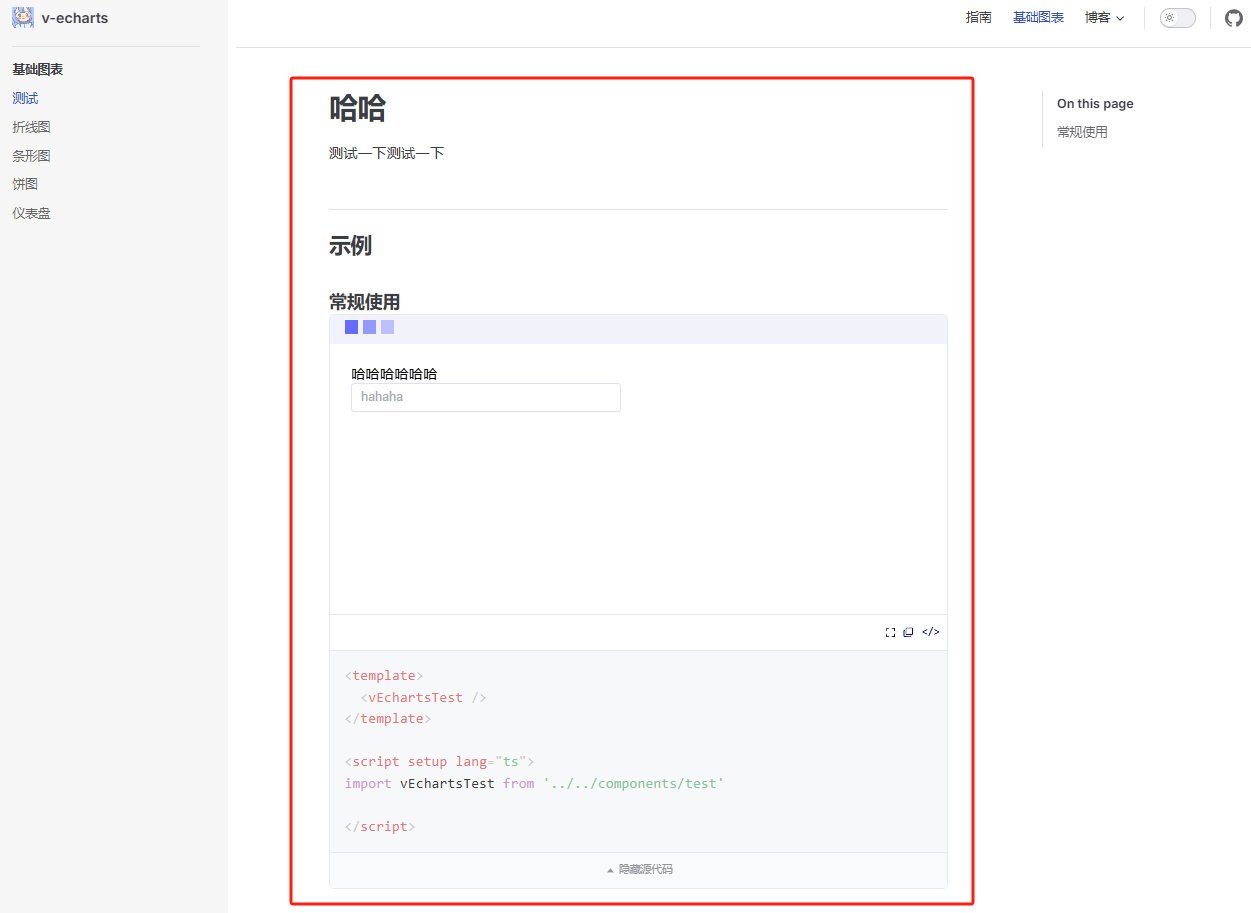 v-echarts
指南
基础图表
博客
基础图表
测试
折线图
条形图
饼图
仪表盘
哈哈
测试一下测试一下
示例
常规使用
哈哈哈哈哈哈
hahaha
</>
<template>
  <vEchartsTest />
</template>
<script setup lang="ts">
import vEchartsTest from '../../components/test'
</script>
隐藏源代码
On this page
常规使用